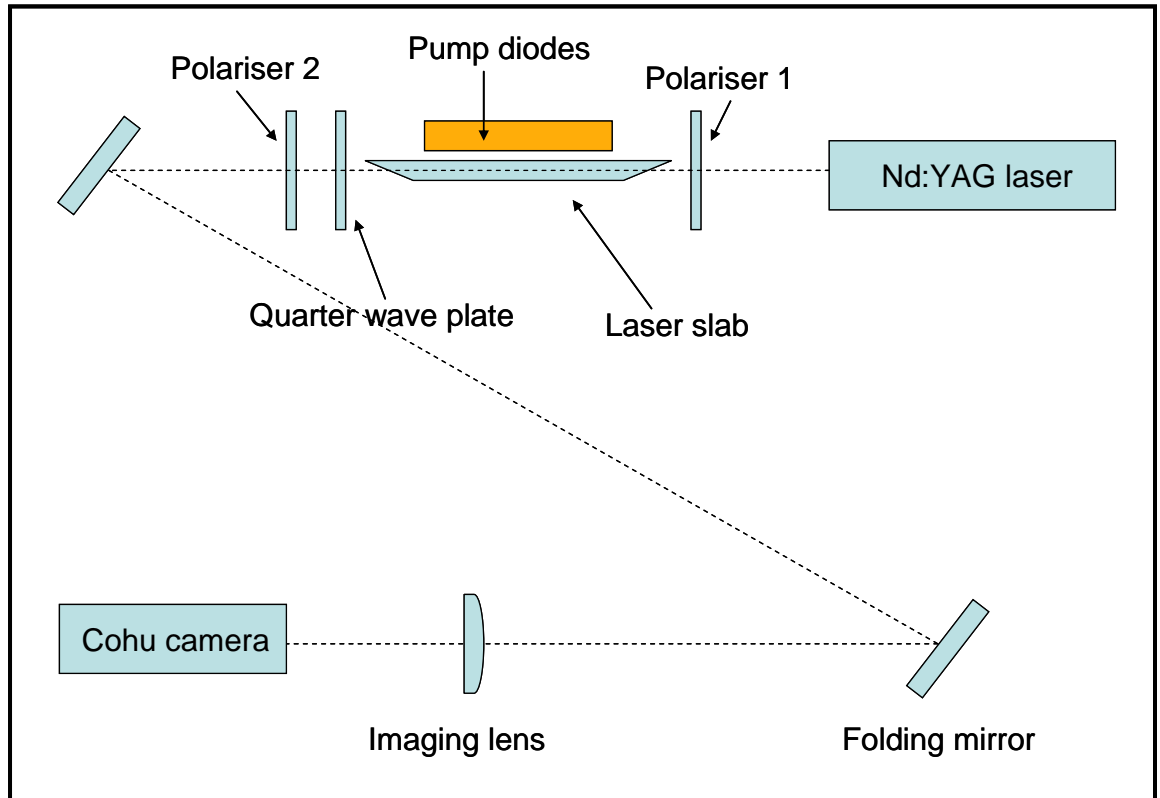 Pump diodes
Polariser 2
Polariser 1
Nd:YAG laser
Quarter wave plate
Laser slab
Cohu camera
Imaging lens
Folding mirror